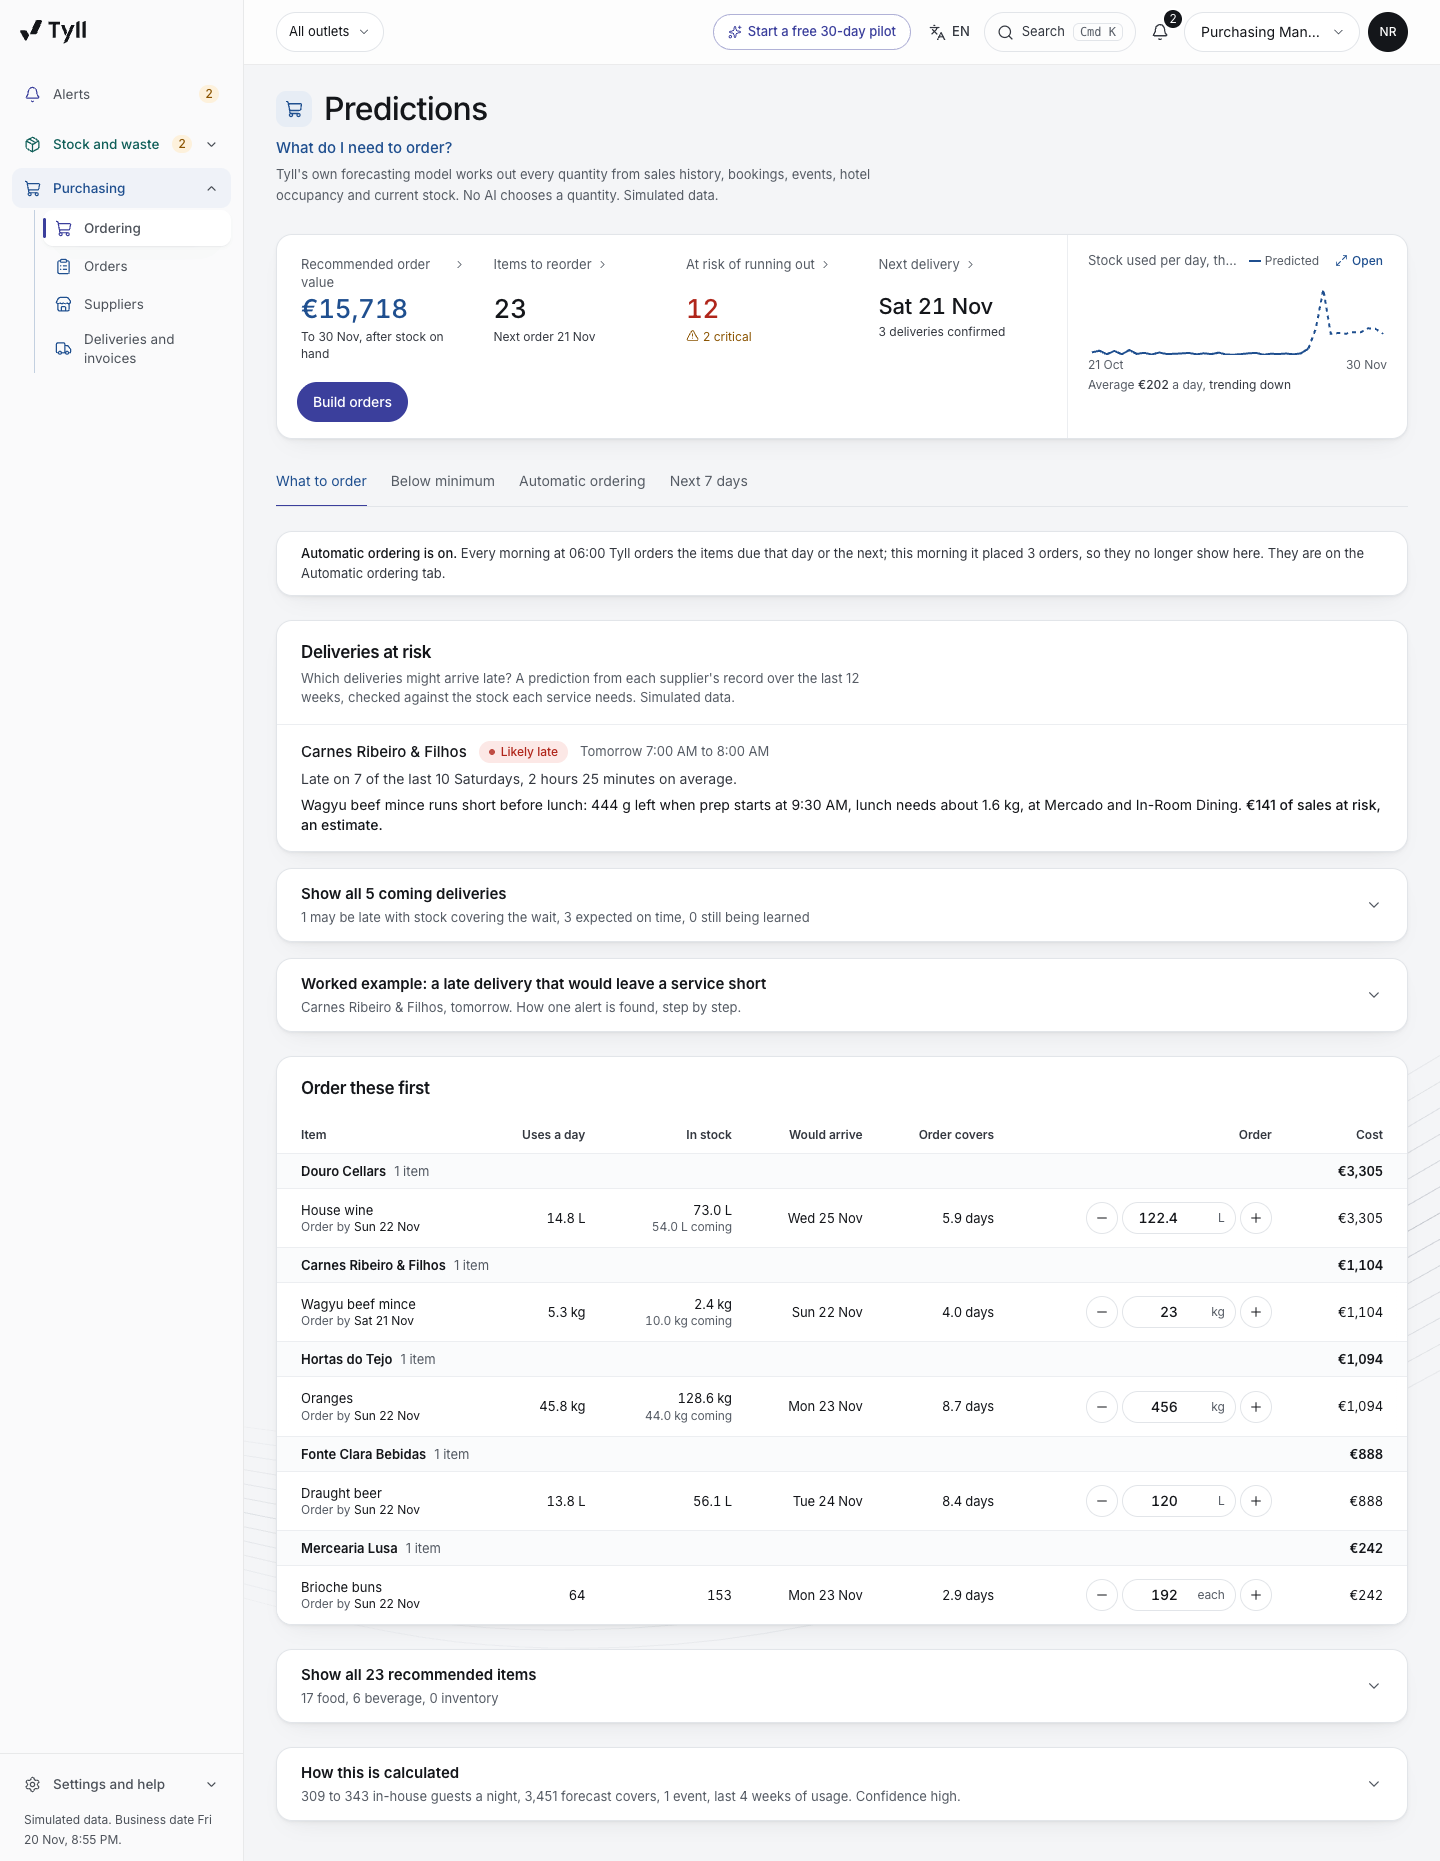 Tyll
All outlets
Start a free 30-day pilot
EN
Search Cmd K
2
Purchasing Man...
NR
Alerts 2
Stock and waste 2
Purchasing
Ordering
Orders
Suppliers
Deliveries and
invoices
Predictions
What do I need to order?
Tyll's own forecasting model works out every quantity from sales history, bookings, events, hotel
occupancy and current stock. No AI chooses a quantity. Simulated data.
Recommended order
value
€15,718
To 30 Nov, after stock on
hand
Items to reorder
23
Next order 21 Nov
At risk of running out
12
2 critical
Next delivery
Sat 21 Nov
3 deliveries confirmed
Build orders
Stock used per day, th... Predicted Open
21 Oct 30 Nov
Average €202 a day, trending down
What to order Below minimum Automatic ordering Next 7 days
Automatic ordering is on. Every morning at 06:00 Tyll orders the items due that day or the next; this morning it placed 3 orders, so they no longer show here. They are on the
Automatic ordering tab.
Deliveries at risk
Which deliveries might arrive late? A prediction from each supplier's record over the last 12
weeks, checked against the stock each service needs. Simulated data.
Carnes Ribeiro & Filhos Likely late Tomorrow 7:00 AM to 8:00 AM
Late on 7 of the last 10 Saturdays, 2 hours 25 minutes on average.
Wagyu beef mince runs short before lunch: 444 g left when prep starts at 9:30 AM, lunch needs about 1.6 kg, at Mercado and In-Room Dining. €141 of sales at risk,
an estimate.
Show all 5 coming deliveries
1 may be late with stock covering the wait, 3 expected on time, 0 still being learned
Worked example: a late delivery that would leave a service short
Carnes Ribeiro & Filhos, tomorrow. How one alert is found, step by step.
Order these first
Item Uses a day In stock Would arrive Order covers Order Cost
Douro Cellars 1 item €3,305
House wine 14.8 L 73.0 L Wed 25 Nov 5.9 days 122.4 L €3,305
Order by Sun 22 Nov 54.0 L coming
Carnes Ribeiro & Filhos 1 item €1,104
Wagyu beef mince 5.3 kg 2.4 kg Sun 22 Nov 4.0 days 23 kg €1,104
Order by Sat 21 Nov 10.0 kg coming
Hortas do Tejo 1 item €1,094
Oranges 45.8 kg 128.6 kg Mon 23 Nov 8.7 days 456 kg €1,094
Order by Sun 22 Nov 44.0 kg coming
Fonte Clara Bebidas 1 item €888
Draught beer 13.8 L 56.1 L Tue 24 Nov 8.4 days 120 L €888
Order by Sun 22 Nov
Mercearia Lusa 1 item €242
Brioche buns 64 153 Mon 23 Nov 2.9 days 192 each €242
Order by Sun 22 Nov
Show all 23 recommended items
17 food, 6 beverage, 0 inventory
How this is calculated
309 to 343 in-house guests a night, 3,451 forecast covers, 1 event, last 4 weeks of usage. Confidence high.
Settings and help
Simulated data. Business date Fri
20 Nov, 8:55 PM.